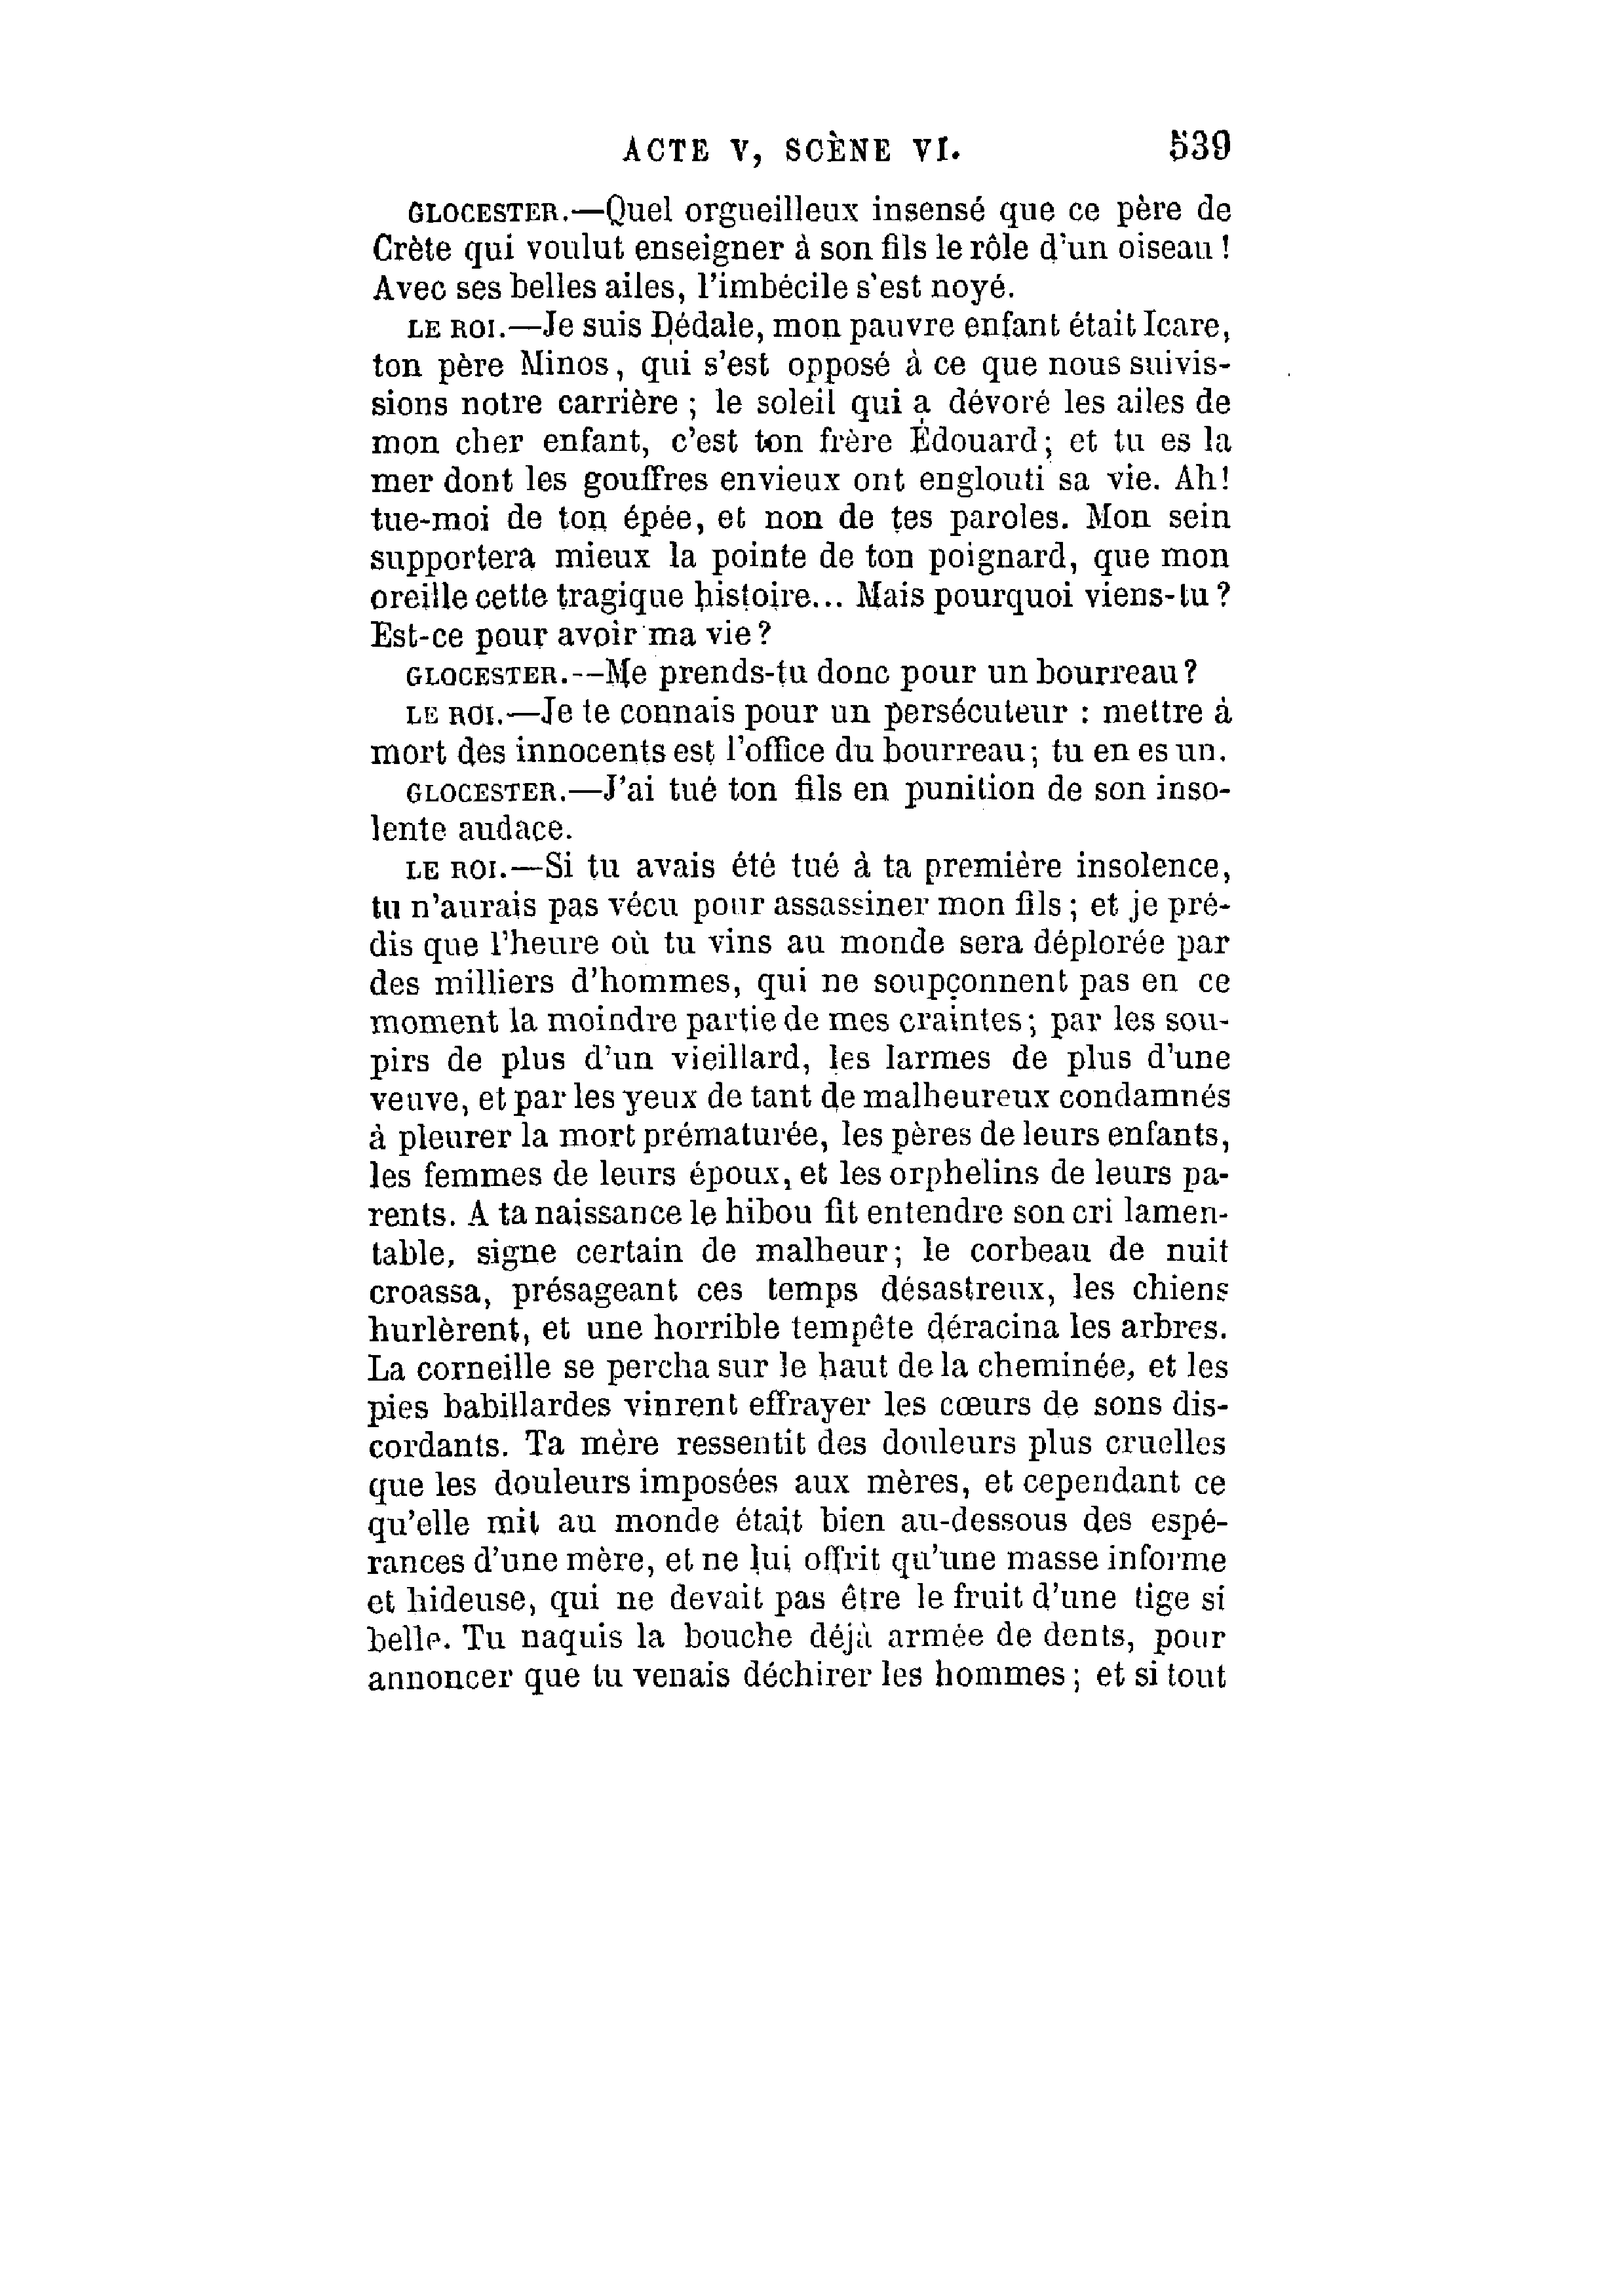 ACTE V, SCÈNE VI. 539
GLOCESTER.—Quel orgueilleux insensé que ce père de
Crète qui voulut enseigner à son fils le rôle d'un oiseau !
Avec ses belles ailes, l'imbécile s'est noyé.
LE ROI.—Je suis Dédale, mon pauvre enfant était Icare,
ton père Minos, qui s'est opposé à ce que nous suivis-
sions notre carrière ; le soleil qui a dévoré les ailes de
mon cher enfant, c'est ton frère Édouard; et tu es la
mer dont les gouffres envieux ont englouti sa vie. Ah!
tue-moi de ton épée, et non de tes paroles. Mon sein
supportera mieux la pointe de ton poignard, que mon
oreille cette tragique histoire... Mais pourquoi viens-tu ?
Est-ce pour avoir ma vie ?
GLOCESTER.--Me prends-tu donc pour un bourreau ?
LE ROI.—Je te connais pour un persécuteur : mettre à
mort des innocents est l'office du bourreau; tu en es un.
GLOCESTER.—J'ai tué ton fils en punition de son inso-
lente audace.
LE ROI.—Si tu avais été tué à ta première insolence,
tu n'aurais pas vécu pour assassiner mon fils ; et je pré-
dis que l'heure où tu vins au monde sera déplorée par
des milliers d'hommes, qui ne soupçonnent pas en ce
moment la moindre partie de mes craintes ; par les sou-
pirs de plus d'un vieillard, les larmes de plus d'une
veuve, et par les yeux de tant de malheureux condamnés
à pleurer la mort prématurée, les pères de leurs enfants,
les femmes de leurs époux, et les orphelins de leurs pa-
rents. A ta naissance le hibou fit entendre son cri lamen-
table, signe certain de malheur; le corbeau de nuit
croassa, présageant ces temps désastreux, les chiens
hurlèrent, et une horrible tempête déracina les arbres.
La corneille se percha sur le haut de la cheminée, et les
pies babillardes vinrent effrayer les cœurs de sons dis-
cordants. Ta mère ressentit des douleurs plus cruelles
que les douleurs imposées aux mères, et cependant ce
qu'elle mit au monde était bien au-dessous des espé-
rances d'une mère, et ne lui offrit qu'une masse informe
et hideuse, qui ne devait pas être le fruit d'une tige si
belle. Tu naquis la bouche déjà armée de dents, pour
annoncer que tu venais déchirer les hommes ; et si tout